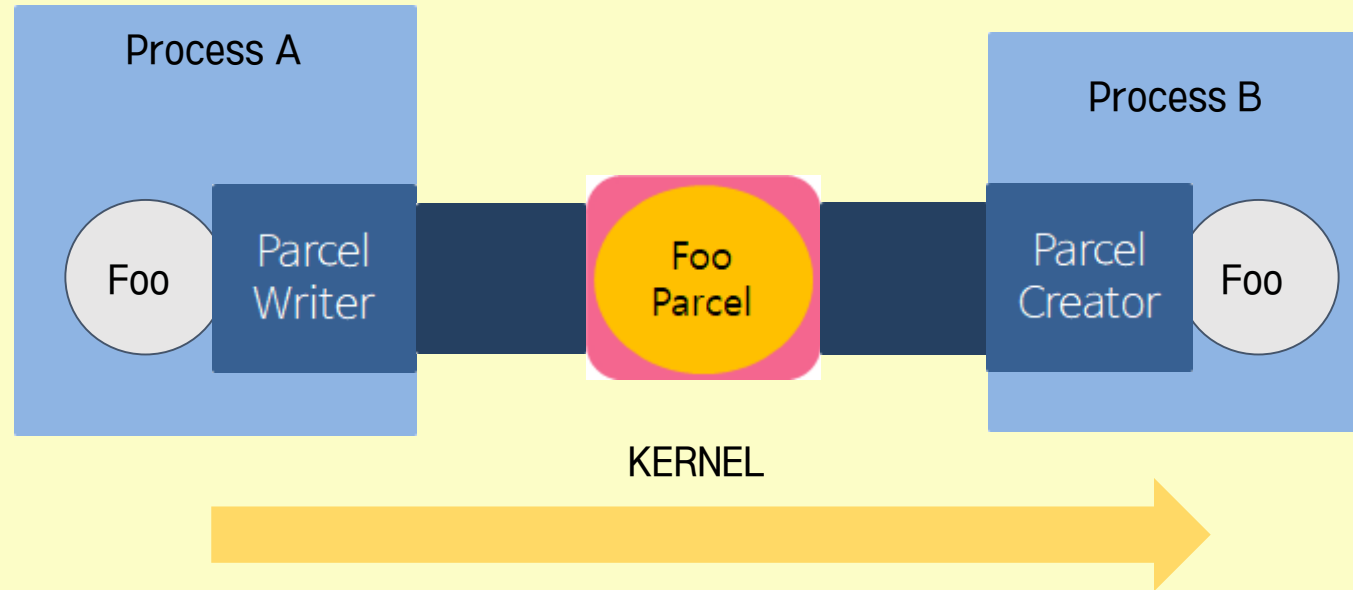 Process A
Process B
Foo
Parcel
Writer
Foo
Parcel
Parcel
Creator
Foo
KERNEL